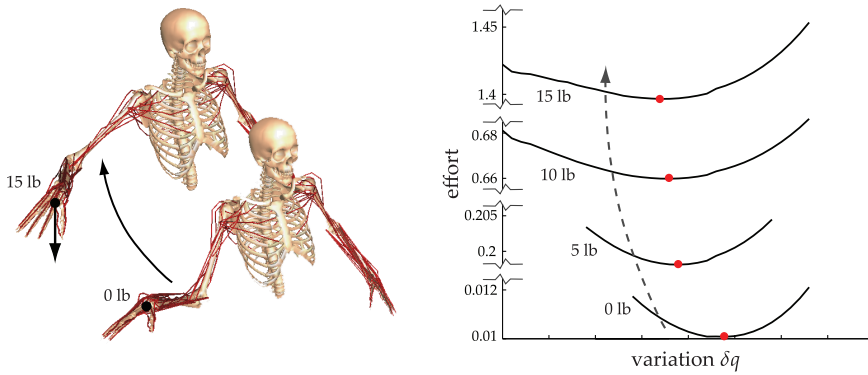 15 lb
0 lb
effort
1.45
1.4
15 lb
0.68
10 lb
0.66
0.205
5 lb
0.2
0.012
0 lb
0.01
variation δq